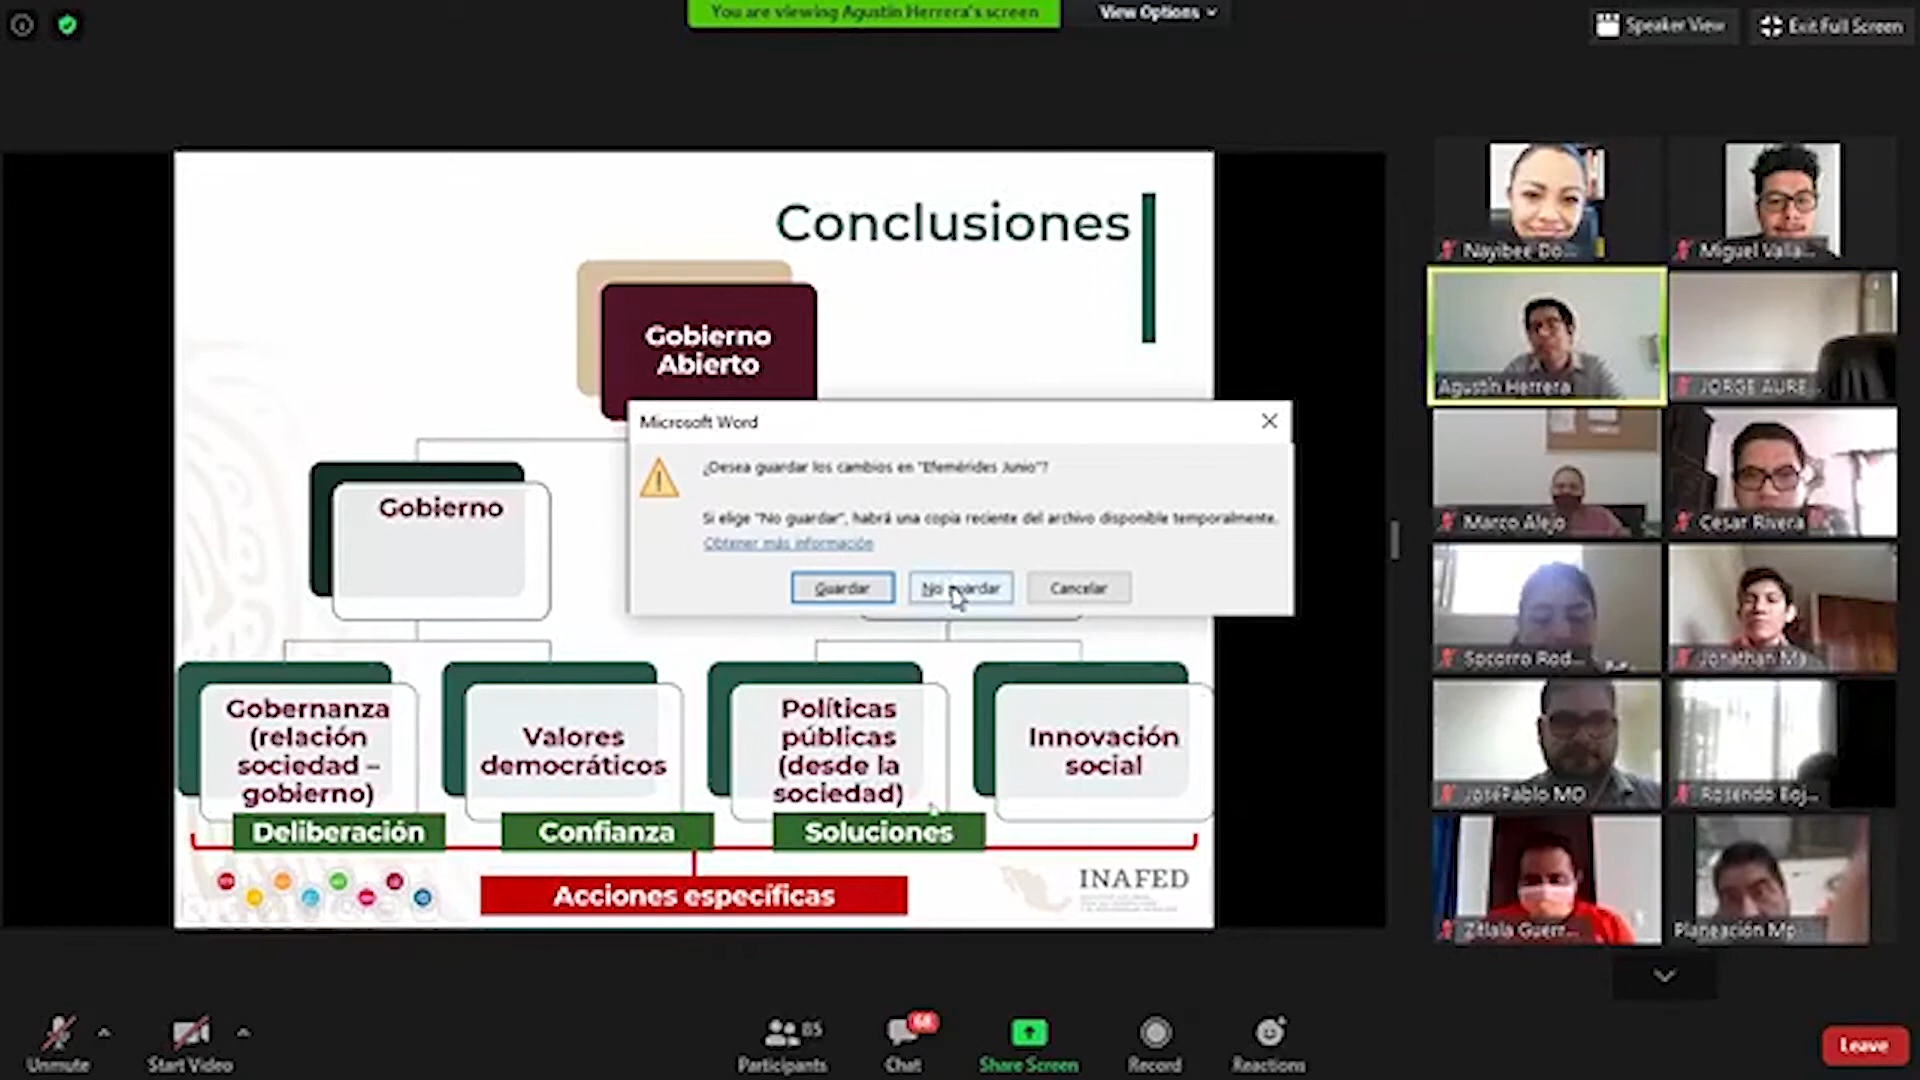 You are viewing Agustín Herrera's screen
View Options
Speaker View
Exit Full Screen
Conclusiones
Gobierno
Abierto
Microsoft Word
¿Desea guardar los cambios en "Efemérides Junio"?
Si elige "No guardar", habrá una copia reciente del archivo disponible temporalmente.
Obtener más información
Guardar
No guardar
Cancelar
Gobierno
Gobernanza
(relación
sociedad –
gobierno)
Valores
democráticos
Políticas
públicas
(desde la
sociedad)
Innovación
social
Deliberación
Confianza
Soluciones
Acciones específicas
INAFED
Nayibee Do...
Miguel Valla...
Agustín Herrera
JORGE AURE...
Marco Alejo
Cesar Rivera
Socorro Rod...
Jonathan Ma
JoséPablo MO
Rosendo Boj...
Zitlala Guerr...
Planeación Mp
Unmute
Start Video
85
Participants
68
Chat
Share Screen
Record
Reactions
Leave